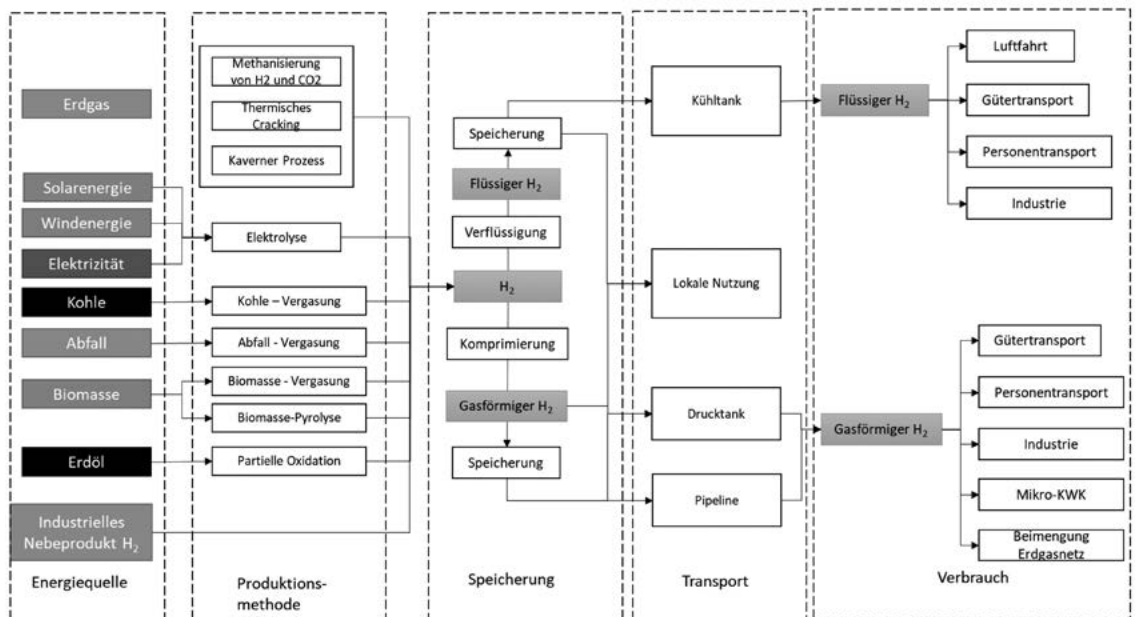 Erdgas
Solarenergie
Windenergie
Elektrizität
Kohle
Abfall
Biomasse
Erdöl
Industrielles
Nebeprodukt H₂
Energiequelle
Methanisierung
von H2 und CO2
Thermisches
Cracking
Kaverner Prozess
Elektrolyse
Kohle – Vergasung
Abfall - Vergasung
Biomasse - Vergasung
Biomasse-Pyrolyse
Partielle Oxidation
Produktions-
methode
Speicherung
Flüssiger H₂
Verflüssigung
H₂
Komprimierung
Gasförmiger H₂
Speicherung
Speicherung
Kühltank
Lokale Nutzung
Drucktank
Pipeline
Transport
Flüssiger H₂
Luftfahrt
Gütertransport
Personentransport
Industrie
Gasförmiger H₂
Gütertransport
Personentransport
Industrie
Mikro-KWK
Beimengung
Erdgasnetz
Verbrauch